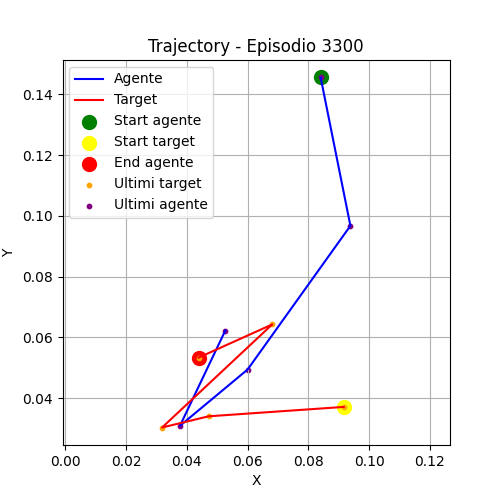 Trajectory - Episodio 3300
Agente
Target
Start agente
Start target
End agente
Ultimi target
Ultimi agente
0.14
0.12
0.10
0.08
0.06
0.04
Y
0.00 0.02 0.04 0.06 0.08 0.10 0.12
X